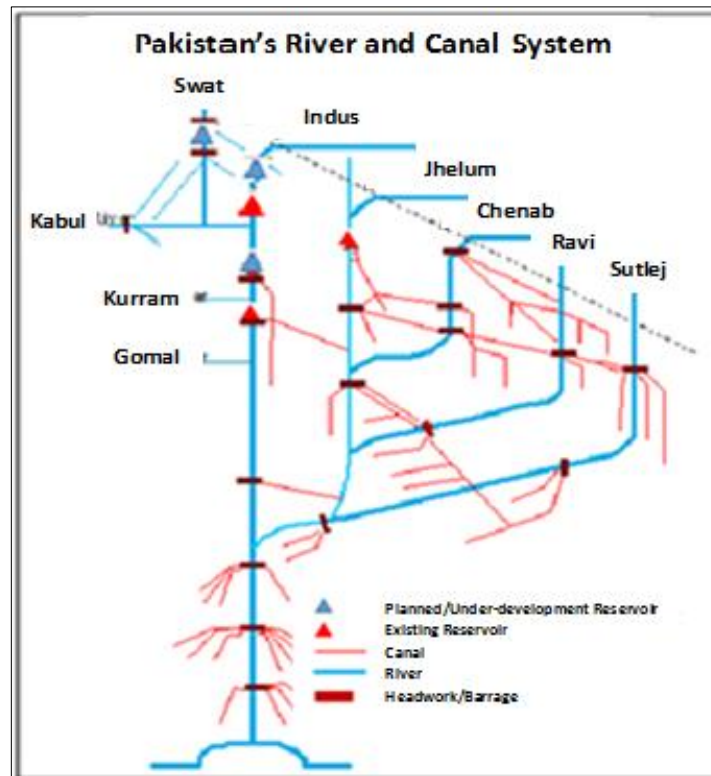 Pakistan's River and Canal System
Swat
Indus
Jhelum
Chenab
Kabul
Ravi
Sutlej
Kurram
Gomal
Planned/Under-development Reservoir
Existing Reservoir
Canal
River
Headwork/Barrage